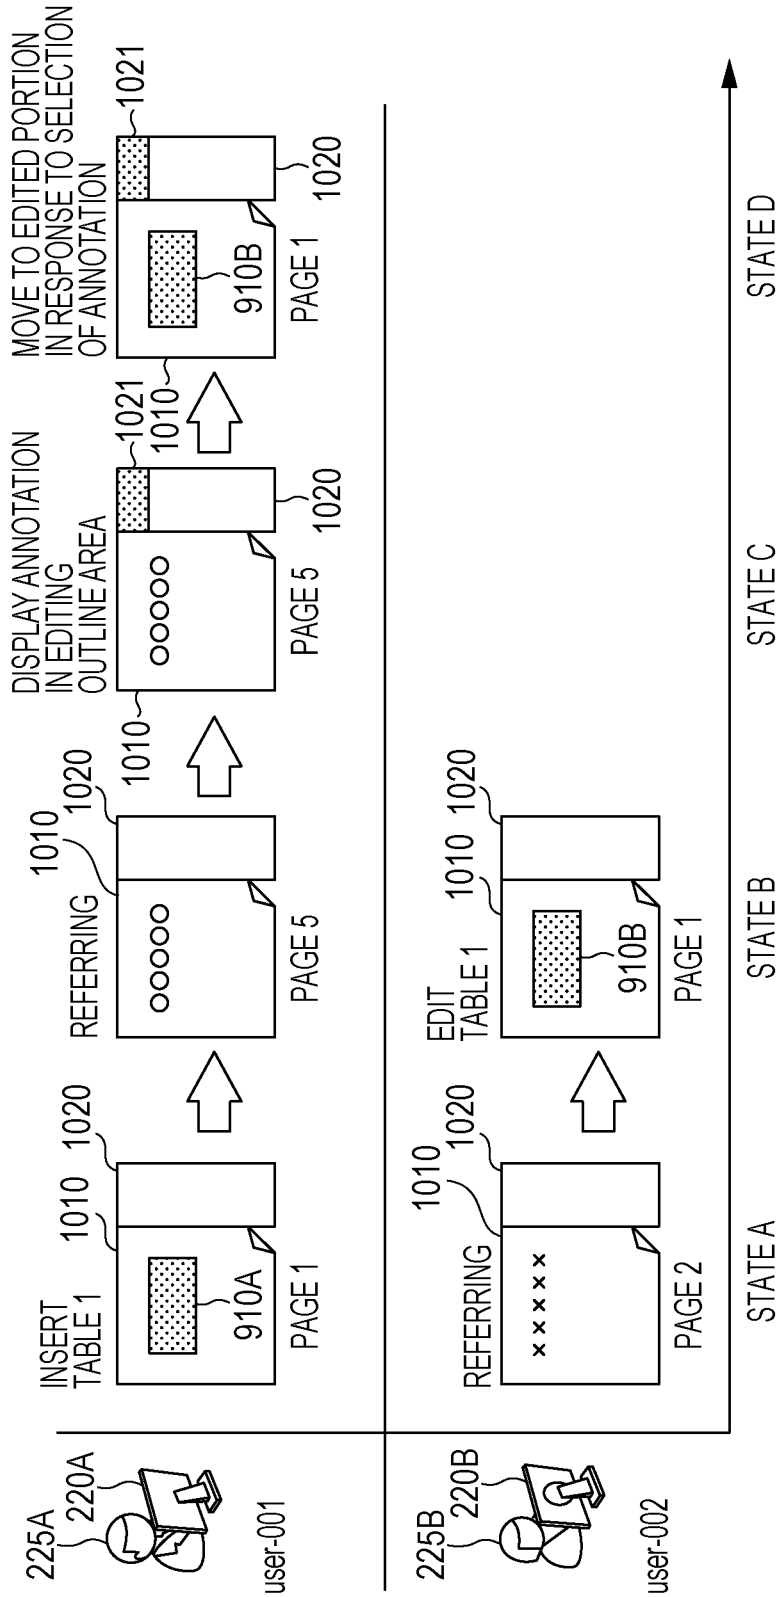 225A
220A
user-001
INSERT
TABLE 1
1010
1020
910A
PAGE 1
REFERRING
1010
1020
PAGE 5
DISPLAY ANNOTATION
IN EDITING
OUTLINE AREA
1010
1021
1020
PAGE 5
MOVE TO EDITED PORTION
IN RESPONSE TO SELECTION
OF ANNOTATION
1010
1021
1020
910B
PAGE 1
225B
220B
user-002
REFERRING
1010
1020
×××××
PAGE 2
EDIT
TABLE 1
1010
1020
910B
PAGE 1
STATE A
STATE B
STATE C
STATE D